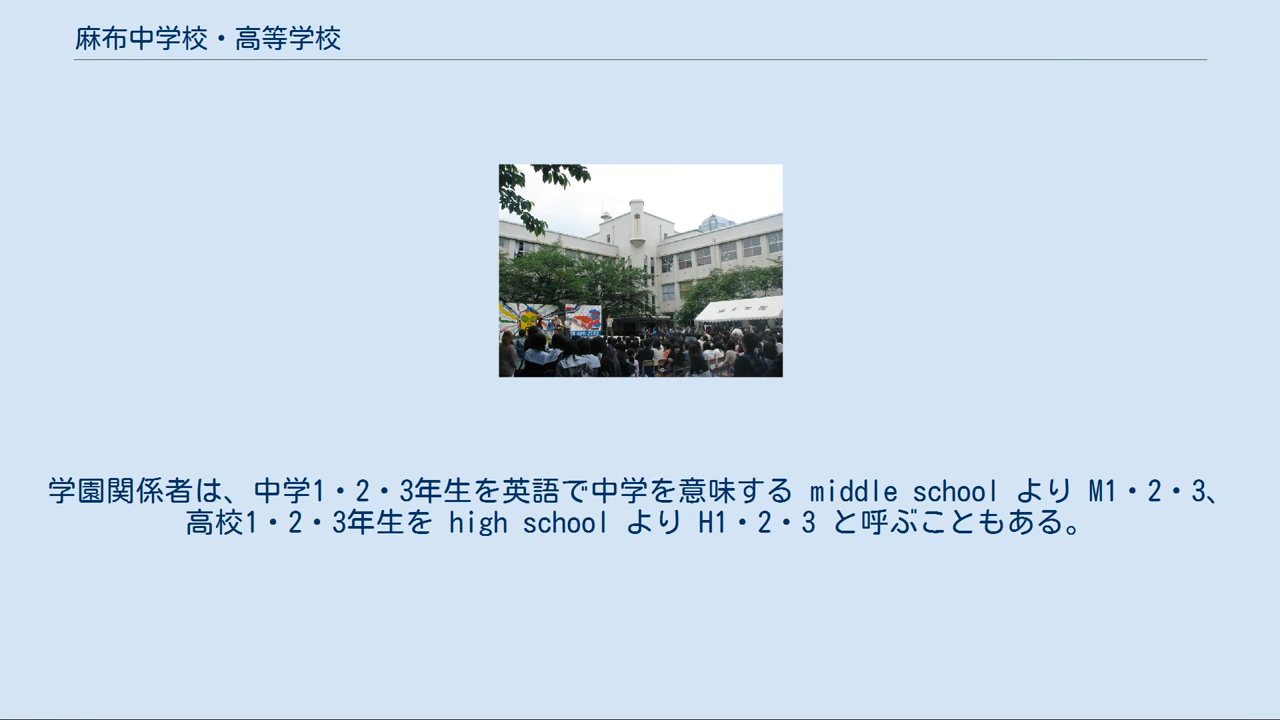 麻布中学校・高等学校
学園関係者は、中学1・2・3年生を英語で中学を意味する middle school より M1・2・3、
高校1・2・3年生を high school より H1・2・3 と呼ぶこともある。